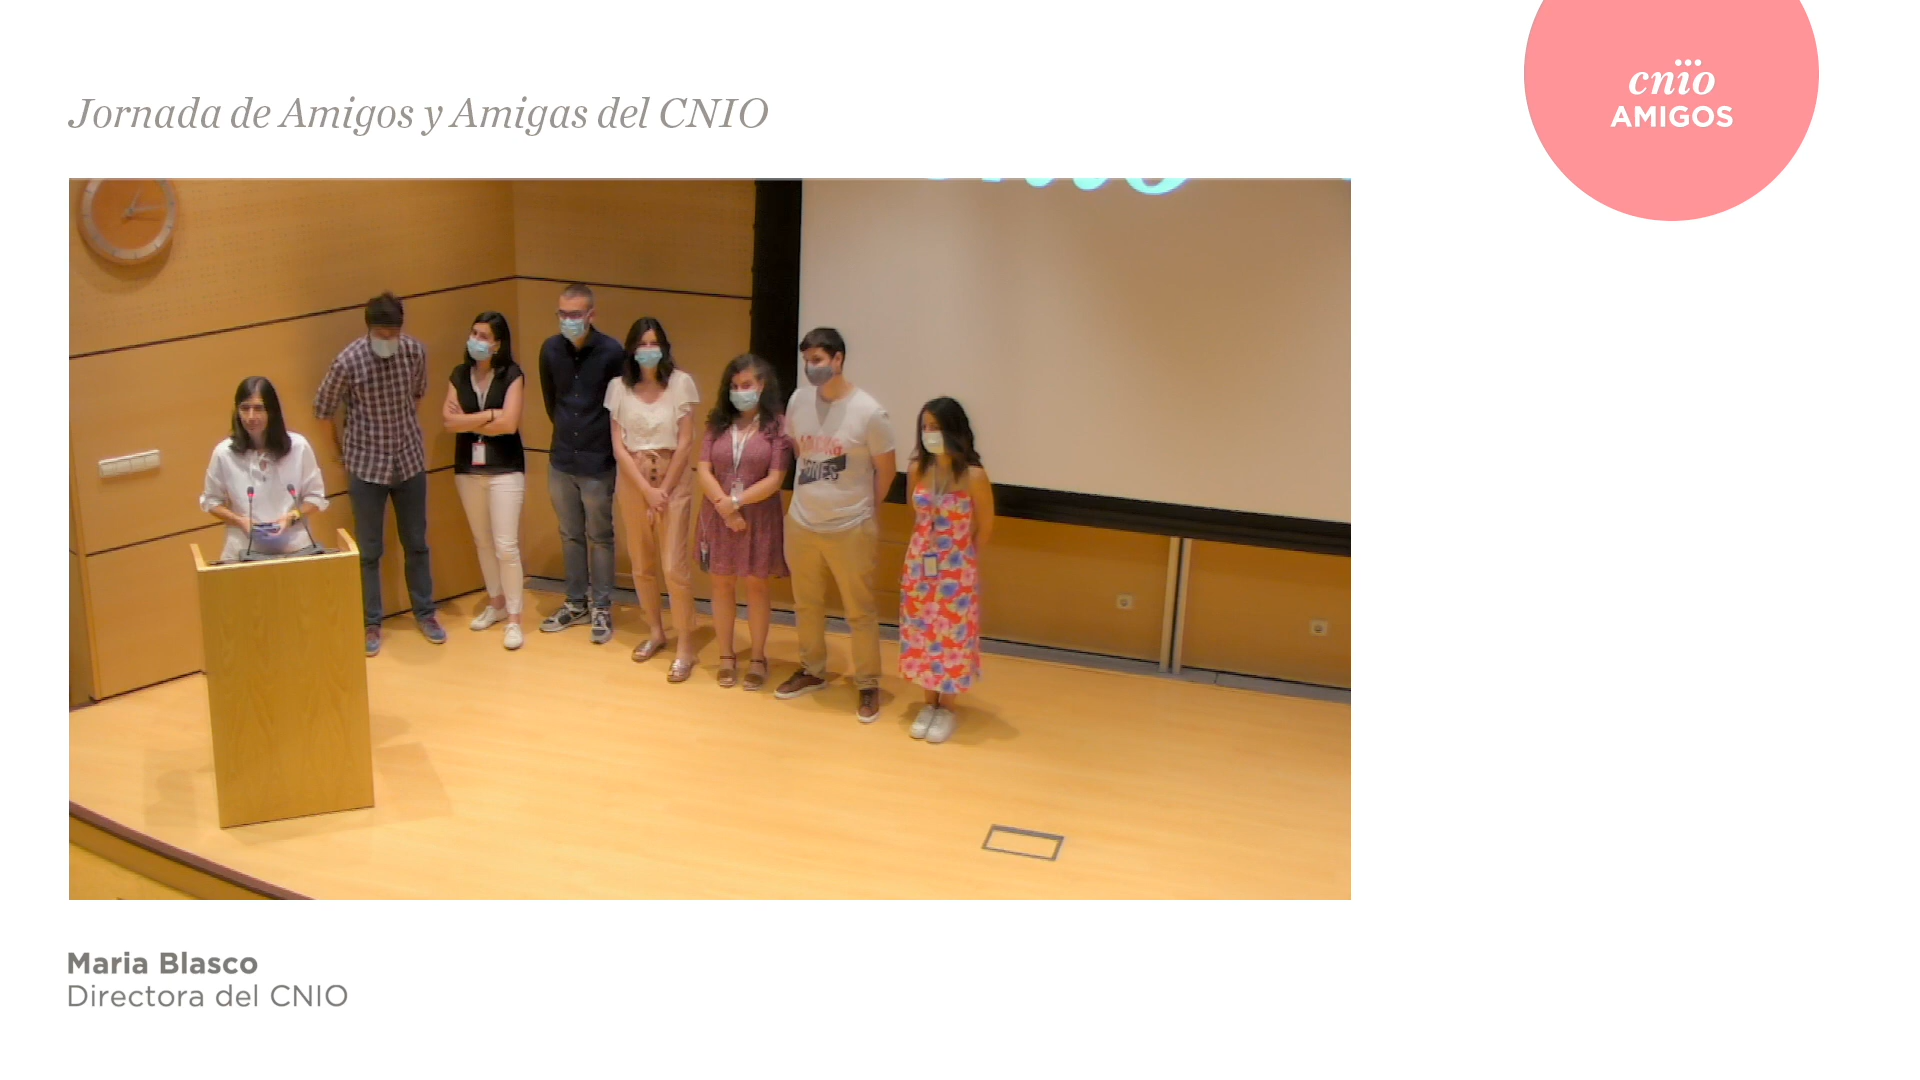 Jornada de Amigos y Amigas del CNIO
cnio
AMIGOS
Maria Blasco
Directora del CNIO